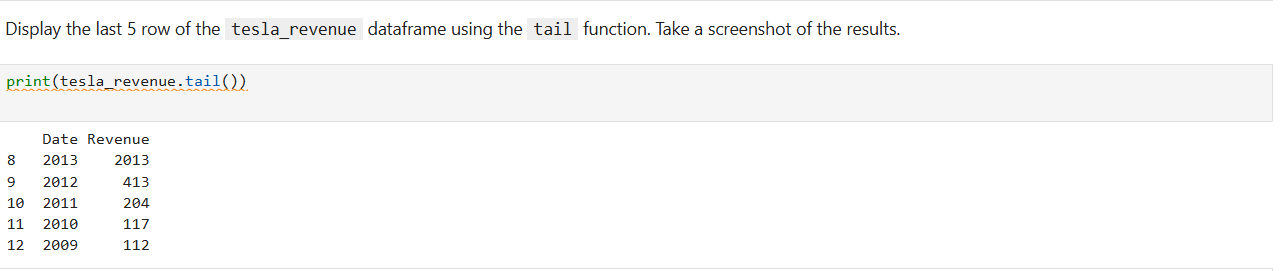 Display the last 5 row of the tesla_revenue dataframe using the tail function. Take a screenshot of the results.
print(tesla_revenue.tail())
Date Revenue
8 2013 2013
9 2012 413
10 2011 204
11 2010 117
12 2009 112